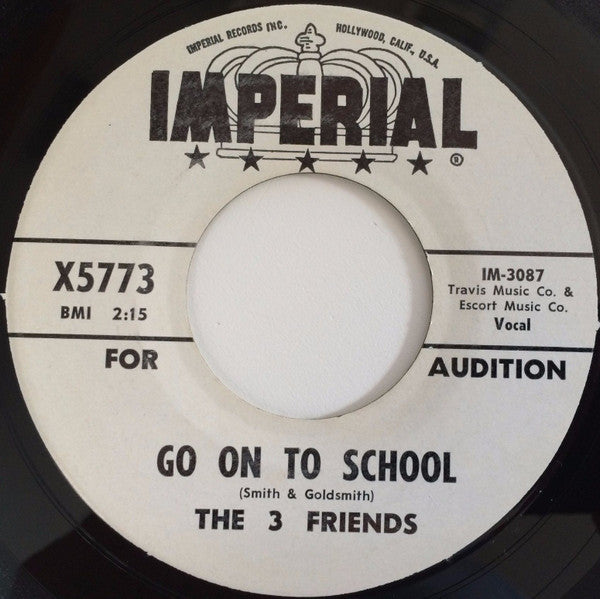 IMPERIAL RECORDS INC. HOLLYWOOD, CALIF., U.S.A.
IMPERIAL
®
X5773
BMI 2:15
IM-3087
Travis Music Co. &
Escort Music Co.
Vocal
FOR AUDITION
GO ON TO SCHOOL
(Smith & Goldsmith)
THE 3 FRIENDS